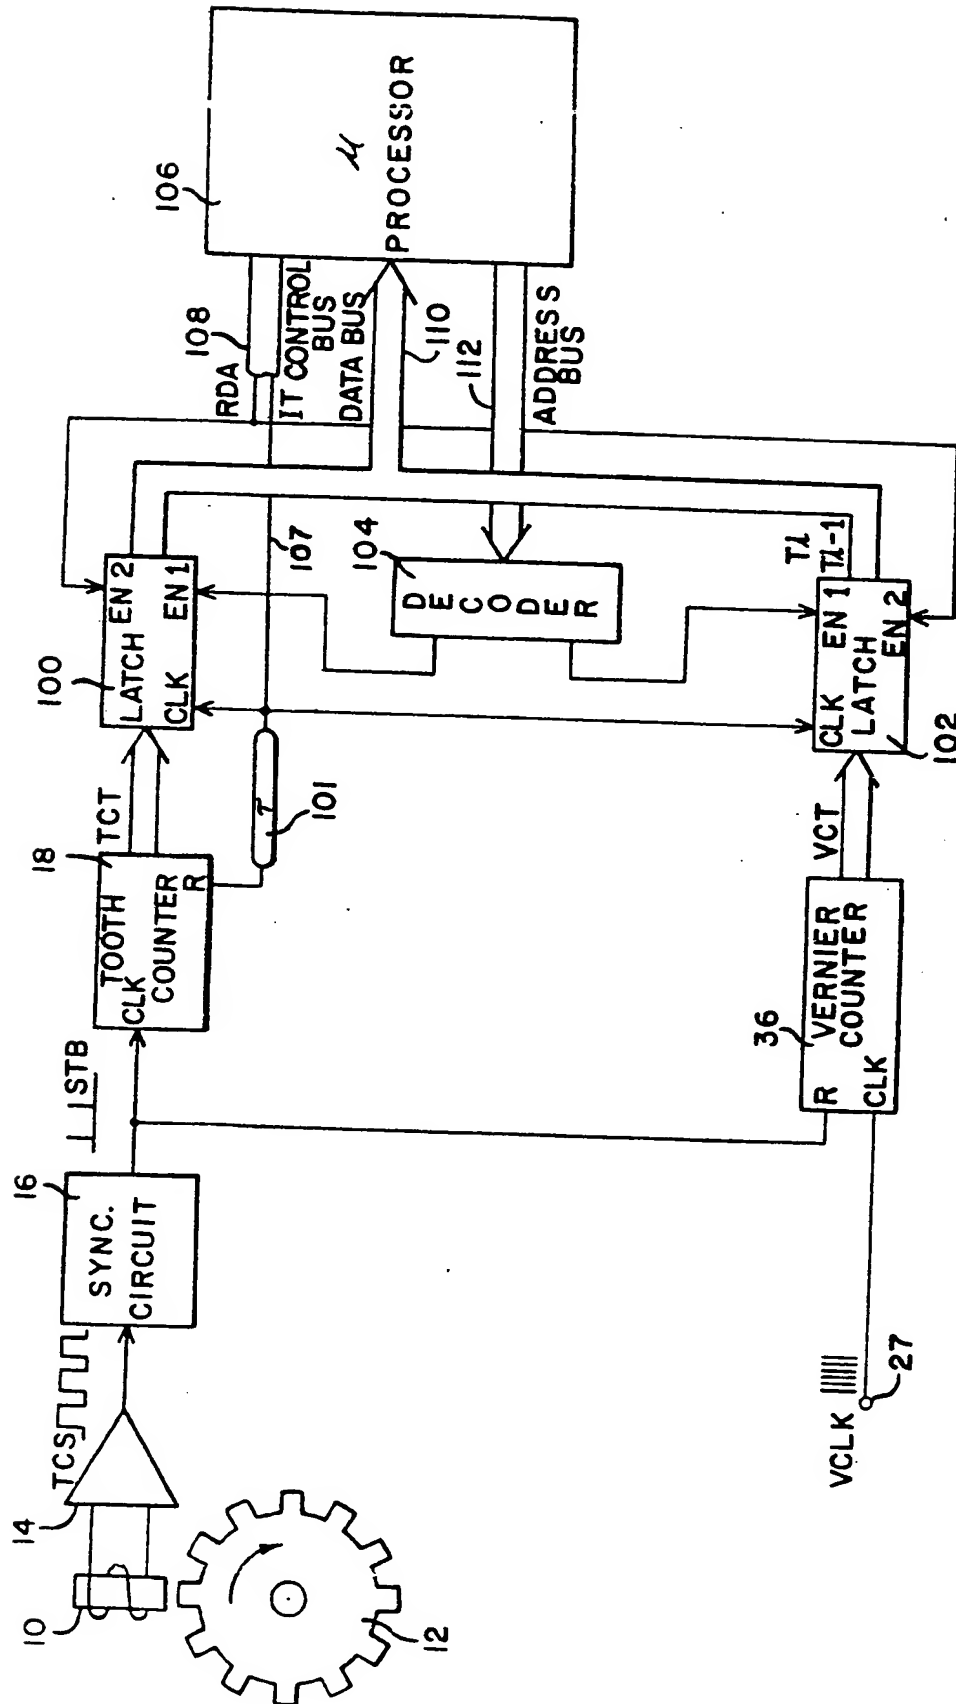 10
14
TCS
12
16
SYNC.
CIRCUIT
STB
18
TOOTH
CLK
COUNTER
R
TCT
τ
101
100
LATCH
EN 2
CLK
EN 1
107
RDA
108
IT CONTROL
BUS
DATA BUS
110
112
ADDRESS
BUS
106
μ
PROCESSOR
104
DECODER
VCLK
27
36
R
VERNIER
COUNTER
CLK
VCT
CLK
EN 1
LATCH
EN 2
102
Ti
Ti-1